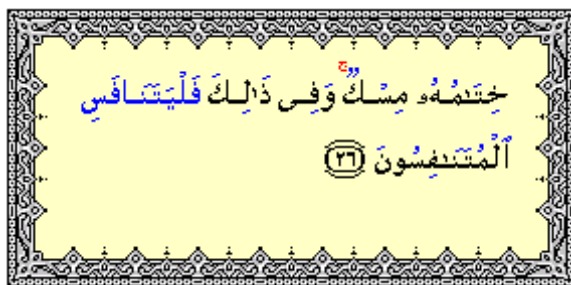 خِتَـٰمُهُۥ مِسْكٌ ۚ وَفِى ذَٰلِكَ فَلْيَتَنَافَسِ
ٱلْمُتَنَـٰفِسُونَ ﴿٢٦﴾